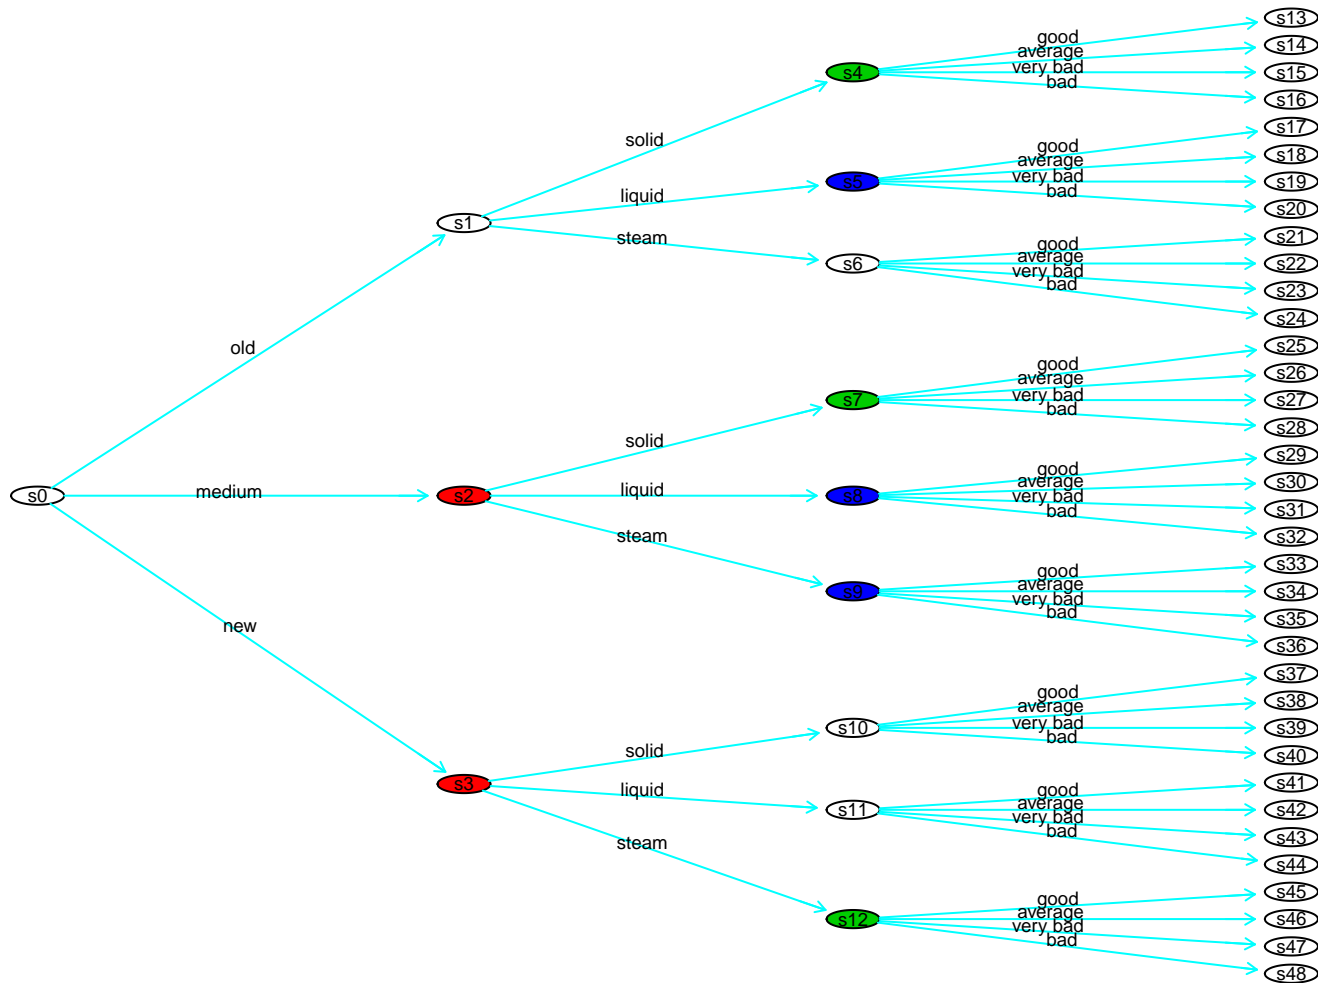 s13
good
s14
average
s4
very bad
s15
bad
s16
solid
s17
good
s18
average
s5
very bad
s19
bad
liquid
s20
s1
steam
s21
good
s22
average
s6
very bad
s23
bad
s24
old
s25
good
s26
average
s7
very bad
s27
bad
s28
solid
s29
good
s30
average
s0
medium
s2
liquid
s8
very bad
s31
bad
s32
steam
s33
good
s34
average
s9
very bad
s35
bad
s36
new
s37
good
s38
average
s10
very bad
s39
bad
solid
s40
s3
liquid
s41
good
s42
average
s11
very bad
s43
bad
steam
s44
s45
good
s46
average
s12
very bad
s47
bad
s48